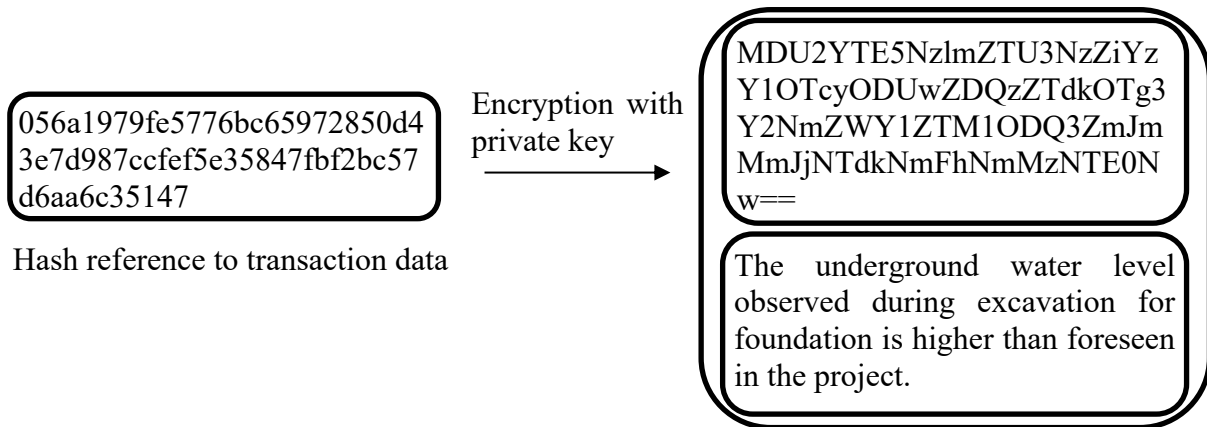 056a1979fe5776bc65972850d4
3e7d987ccfef5e35847fbf2bc57
d6aa6c35147
Hash reference to transaction data
Encryption with
private key
MDU2YTE5NzlmZTU3NzZiYz
Y1OTcyODUwZDQzZTdkOTg3
Y2NmZWY1ZTM1ODQ3ZmJm
MmJjNTdkNmFhNmMzNTE0N
w==
The underground water level
observed during excavation for
foundation is higher than foreseen
in the project.